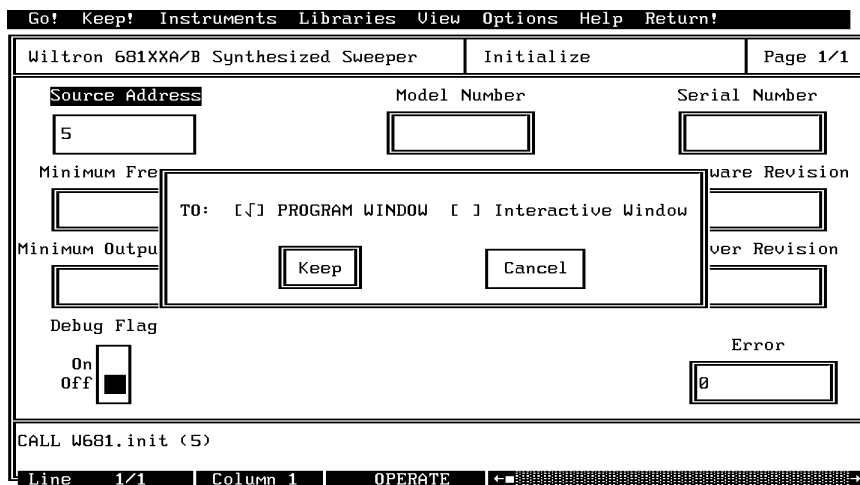 Go! Keep! Instruments Libraries View Options Help Return!
Wiltron 681XXA/B Synthesized Sweeper Initialize Page 1/1
Source Address Model Number Serial Number
5
Minimum Fre ware Revision
TO: [√] PROGRAM WINDOW [ ] Interactive Window
Minimum Outpu ver Revision
Keep Cancel
Debug Flag
On
Off
Error
0
CALL W681.init (5)
Line 1/1 Column 1 OPERATE